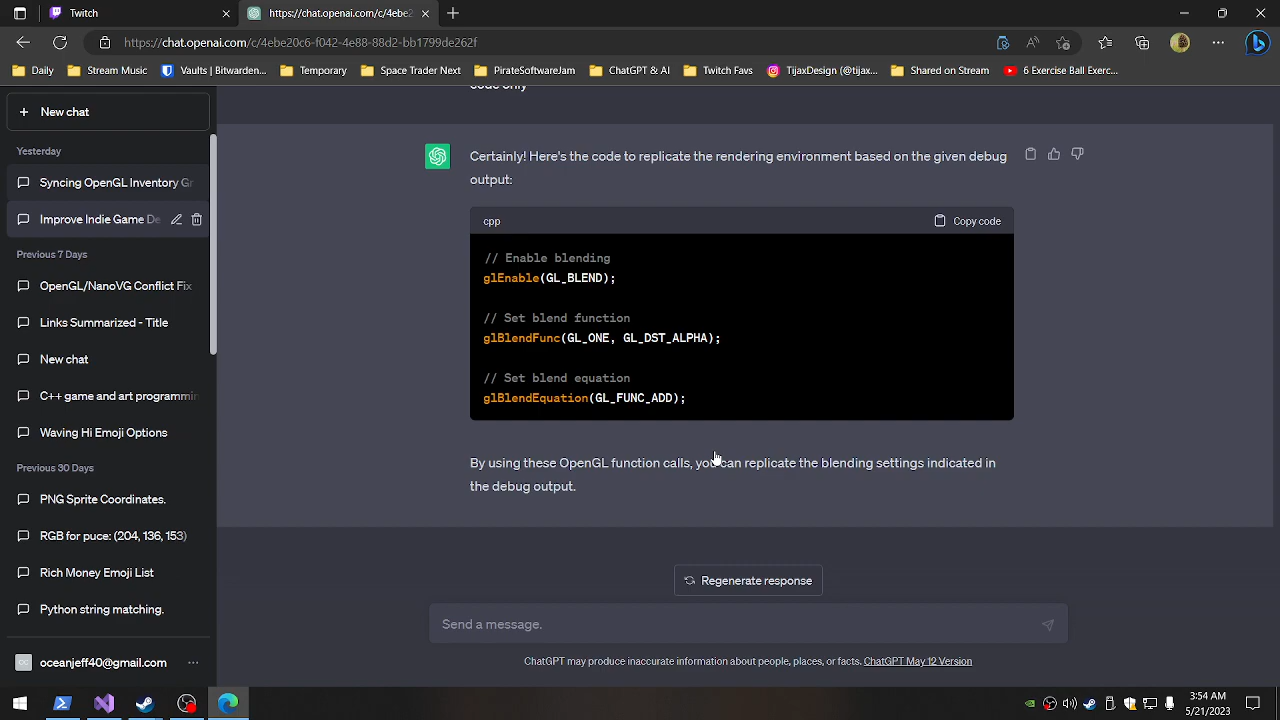 Twitch
https://chat.openai.com/c/4ebe2
https://chat.openai.com/c/4ebe20e6-f042-4e88-88d2-bb1799de262f
Daily
Stream Music
Vaults | Bitwarden...
Temporary
Space Trader Next
PirateSoftwareJam
ChatGPT & AI
Twitch Favs
TijaxDesign (@tijax...
Shared on Stream
6 Exercise Ball Exerc...
New chat
Yesterday
Syncing OpenGL Inventory Gr
Improve Indie Game De
Previous 7 Days
OpenGL/NanoVG Conflict Fix
Links Summarized - Title
New chat
C++ game and art programmin
Waving Hi Emoji Options
Previous 30 Days
PNG Sprite Coordinates.
RGB for puce: (204, 136, 153)
Rich Money Emoji List
Python string matching.
oceanjeff40@gmail.com
code only
Certainly! Here's the code to replicate the rendering environment based on the given debug
output:
cpp
Copy code
// Enable blending
glEnable(GL_BLEND);
// Set blend function
glBlendFunc(GL_ONE, GL_DST_ALPHA);
// Set blend equation
glBlendEquation(GL_FUNC_ADD);
By using these OpenGL function calls, you can replicate the blending settings indicated in
the debug output.
Regenerate response
Send a message.
ChatGPT may produce inaccurate information about people, places, or facts. ChatGPT May 12 Version
3:54 AM
5/21/2023